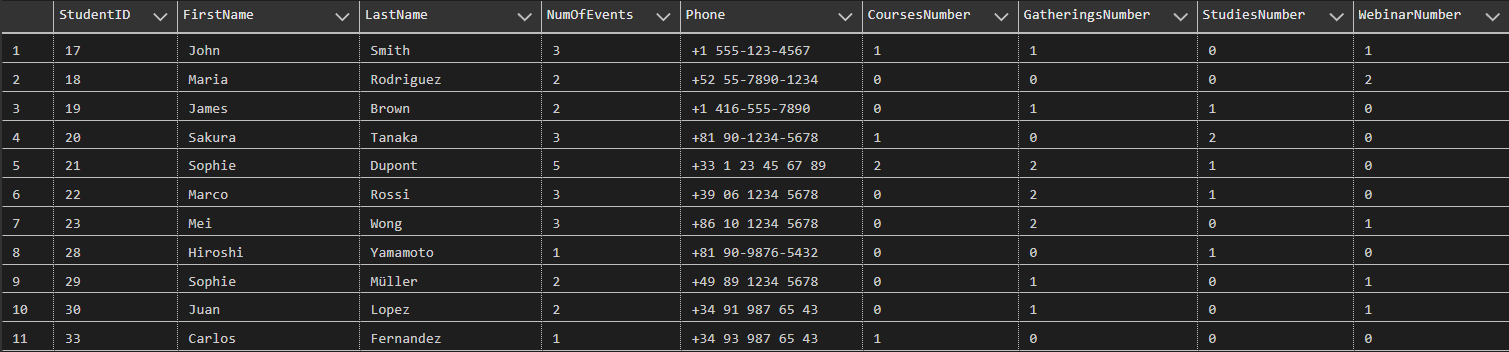 StudentID FirstName LastName NumOfEvents Phone CoursesNumber GatheringsNumber StudiesNumber WebinarNumber
1 17 John Smith 3 +1 555-123-4567 1 1 0 1
2 18 Maria Rodriguez 2 +52 55-7890-1234 0 0 0 2
3 19 James Brown 2 +1 416-555-7890 0 1 1 0
4 20 Sakura Tanaka 3 +81 90-1234-5678 1 0 2 0
5 21 Sophie Dupont 5 +33 1 23 45 67 89 2 2 1 0
6 22 Marco Rossi 3 +39 06 1234 5678 0 2 1 0
7 23 Mei Wong 3 +86 10 1234 5678 0 2 0 1
8 28 Hiroshi Yamamoto 1 +81 90-9876-5432 0 0 1 0
9 29 Sophie Müller 2 +49 89 1234 5678 0 1 0 1
10 30 Juan Lopez 2 +34 91 987 65 43 0 1 0 1
11 33 Carlos Fernandez 1 +34 93 987 65 43 1 0 0 0